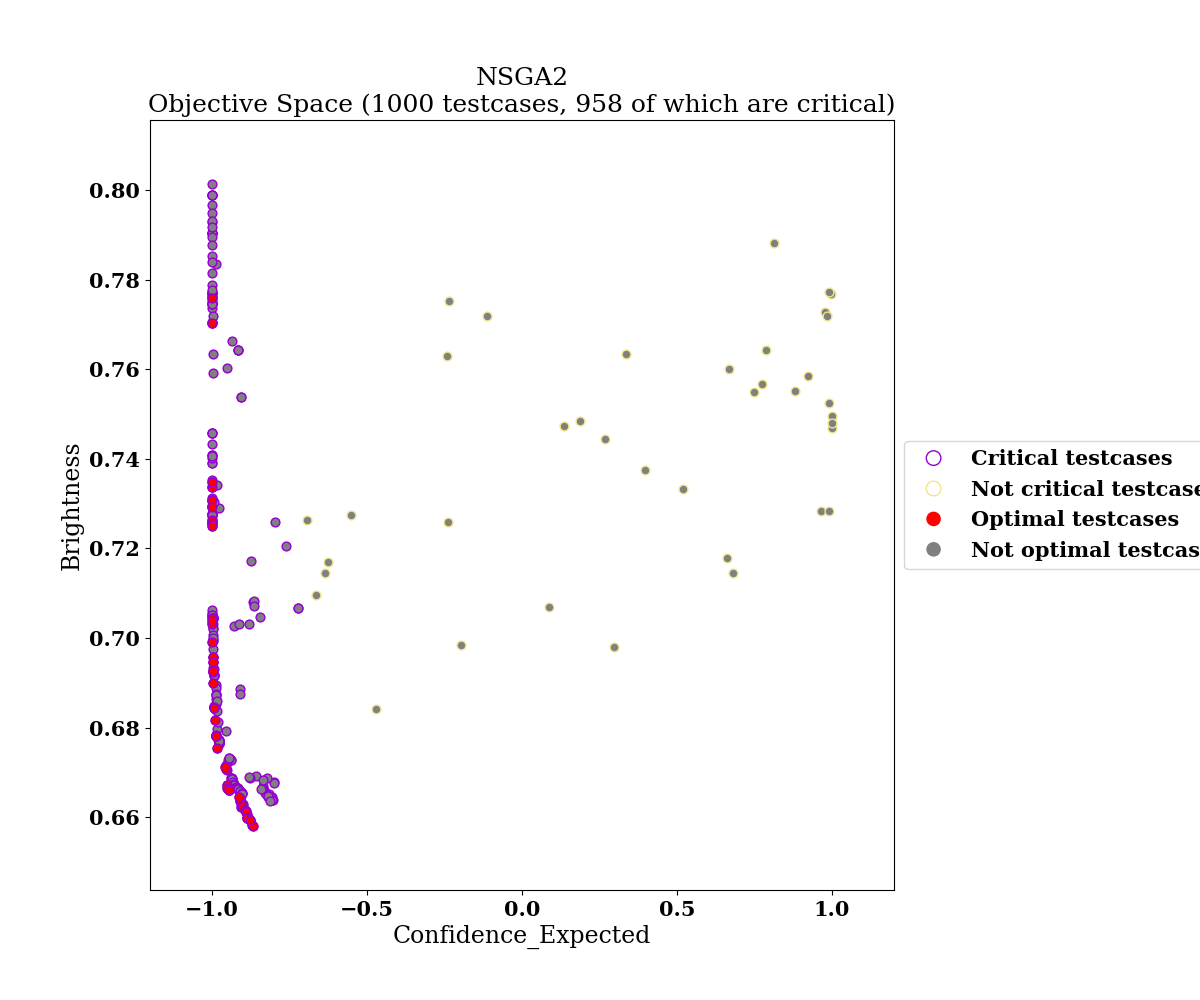 NSGA2
Objective Space (1000 testcases, 958 of which are critical)
0.80
0.78
0.76
0.74
0.72
0.70
0.68
0.66
Brightness
−1.0
−0.5
0.0
0.5
1.0
Confidence_Expected
Critical testcases
Not critical testcase
Optimal testcases
Not optimal testcas